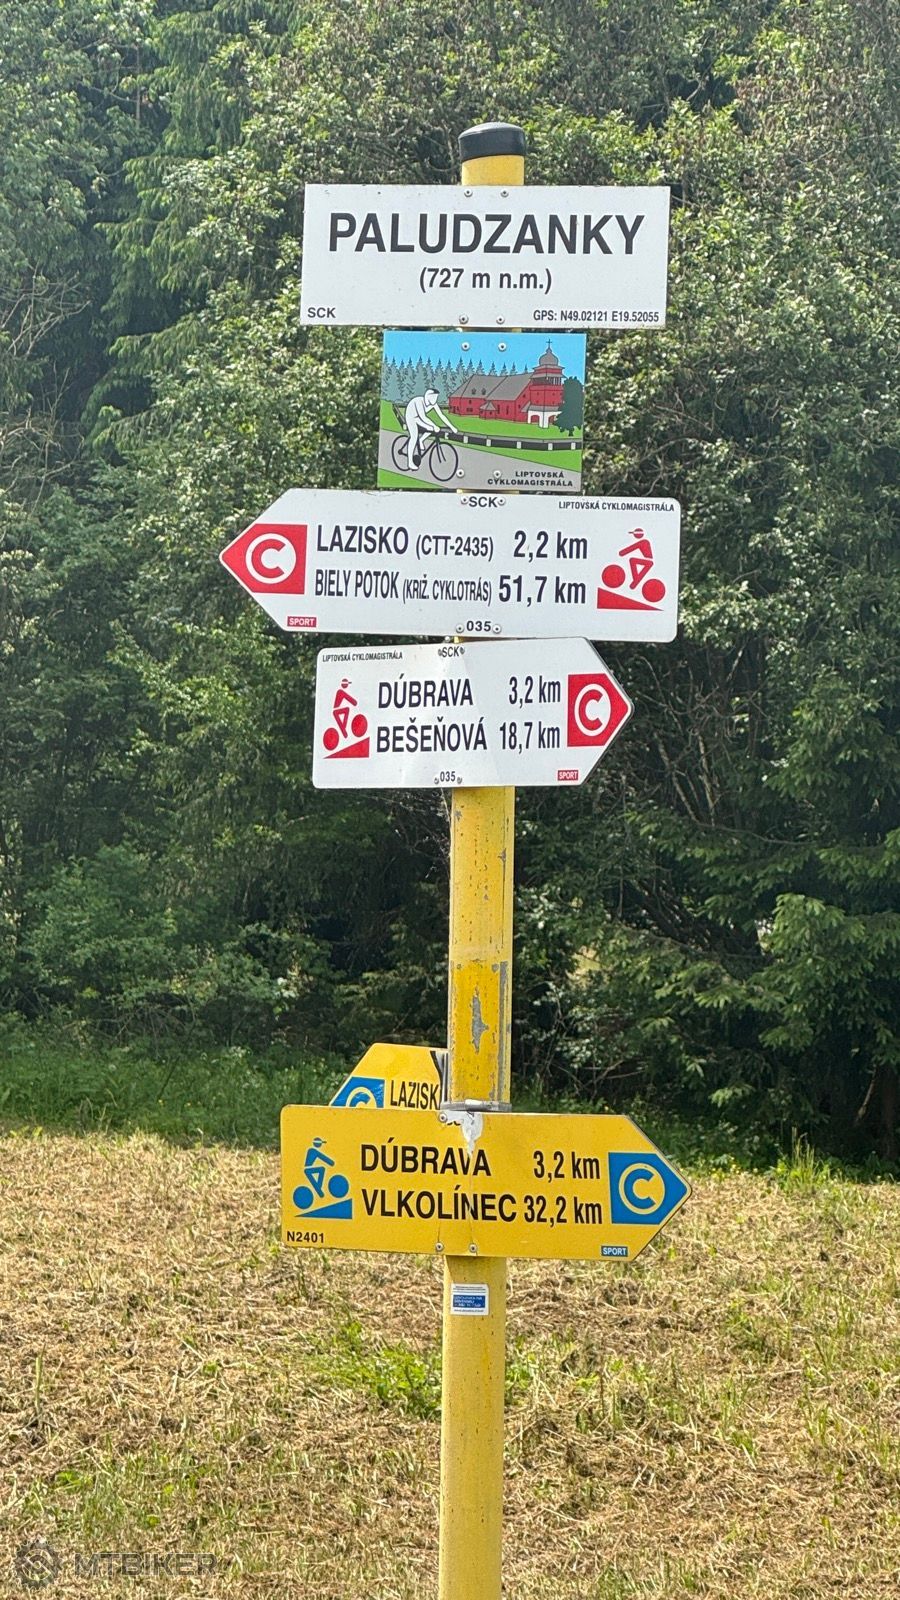 PALUDZANKY
(727 m n.m.)
SCK GPS: N49.02121 E19.52055
LIPTOVSKÁ
CYKLOMAGISTRÁLA
SCK LIPTOVSKÁ CYKLOMAGISTRÁLA
C LAZISKO (CTT-2435) 2,2 km
BIELY POTOK (KRIŽ. CYKLOTRÁS) 51,7 km
SPORT 035
LIPTOVSKÁ CYKLOMAGISTRÁLA SCK
DÚBRAVA 3,2 km C
BEŠEŇOVÁ 18,7 km
035 SPORT
C LAZISK
DÚBRAVA 3,2 km C
VLKOLÍNEC 32,2 km
N2401 SPORT
MTBIKER